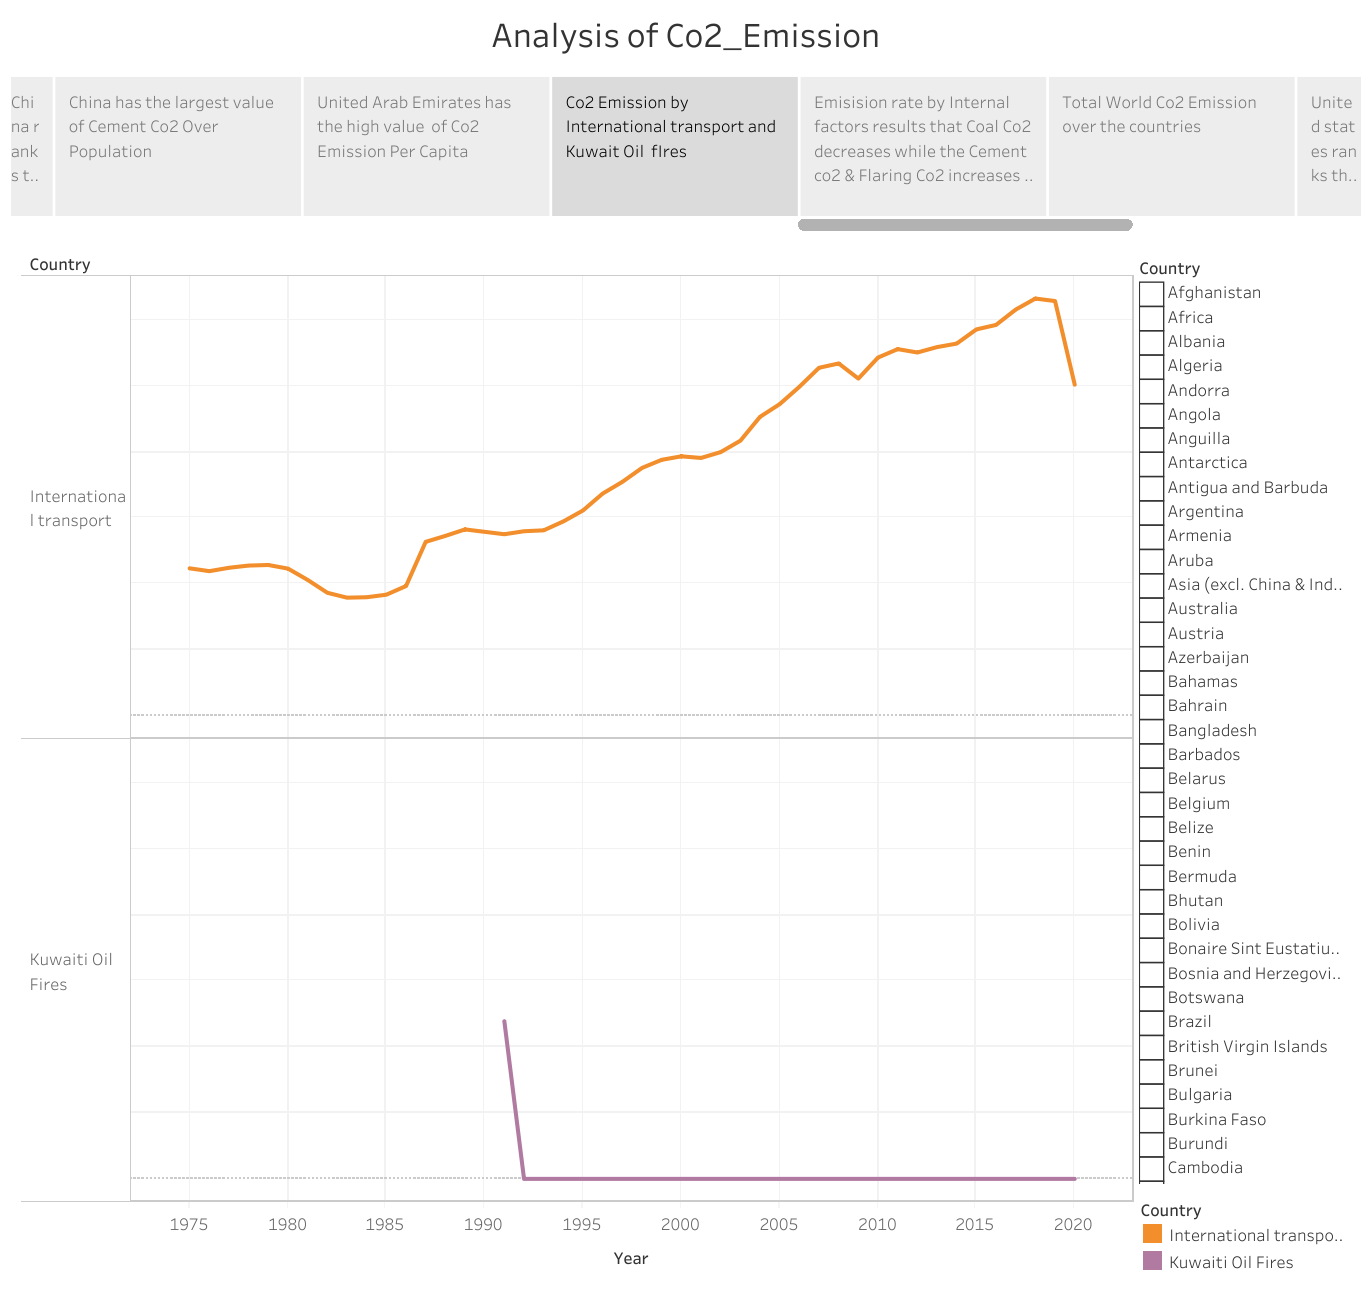 Analysis of Co2_Emission
Chi
na r
ank
s t..
China has the largest value
of Cement Co2 Over
Population
United Arab Emirates has
the high value of Co2
Emission Per Capita
Co2 Emission by
International transport and
Kuwait Oil fIres
Emisision rate by Internal
factors results that Coal Co2
decreases while the Cement
co2 & Flaring Co2 increases ..
Total World Co2 Emission
over the countries
Unite
d stat
es ran
ks th..
Country
Internationa
l transport
Kuwaiti Oil
Fires
1975
1980
1985
1990
1995
2000
2005
2010
2015
2020
Year
Country
Afghanistan
Africa
Albania
Algeria
Andorra
Angola
Anguilla
Antarctica
Antigua and Barbuda
Argentina
Armenia
Aruba
Asia (excl. China & Ind..
Australia
Austria
Azerbaijan
Bahamas
Bahrain
Bangladesh
Barbados
Belarus
Belgium
Belize
Benin
Bermuda
Bhutan
Bolivia
Bonaire Sint Eustatiu..
Bosnia and Herzegovi..
Botswana
Brazil
British Virgin Islands
Brunei
Bulgaria
Burkina Faso
Burundi
Cambodia
Country
International transpo..
Kuwaiti Oil Fires